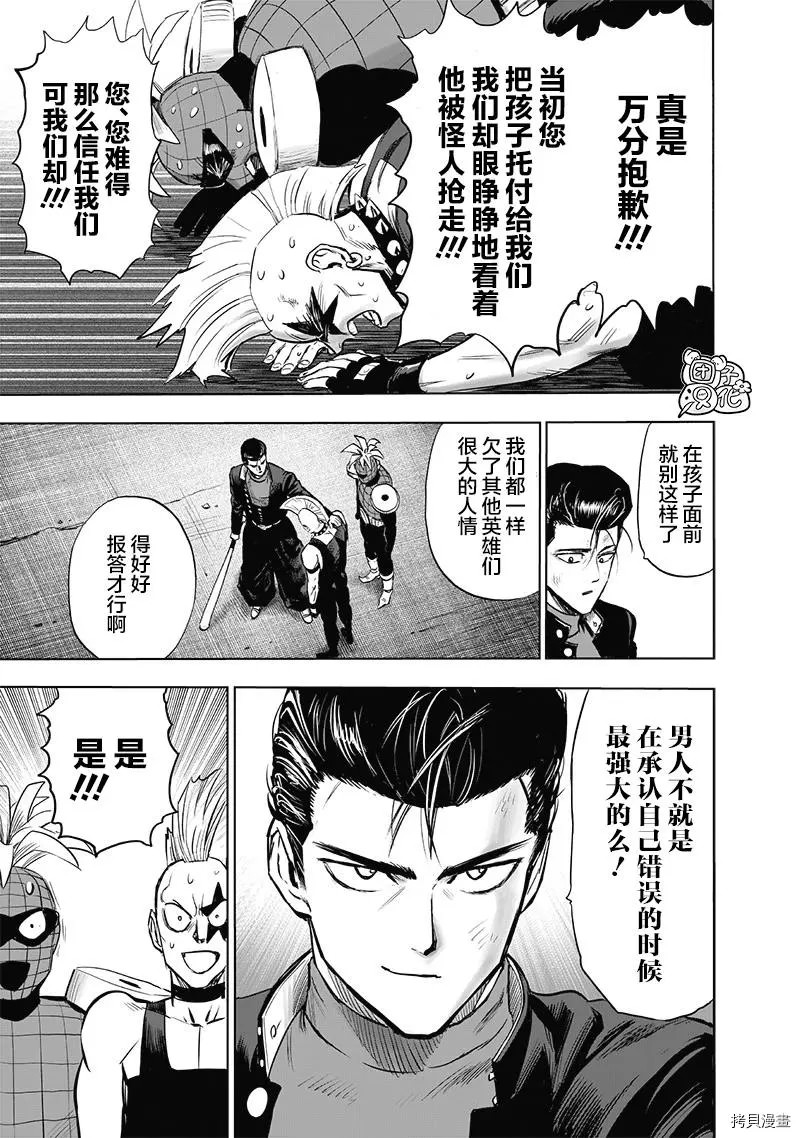 真是
万分抱歉!!!
当初您
把孩子托付给我们
我们却眼睁睁地看着
他被怪人抢走!!!
您、您难得
那么信任我们
可我们却!!!
团子
汉化
在孩子面前
就别这样了
我们都一样
欠了其他英雄们
很大的人情
得好好
报答才行啊
男人不就是
在承认自己错误的时候
最强大的么!
是是
!!!
拷贝漫畫